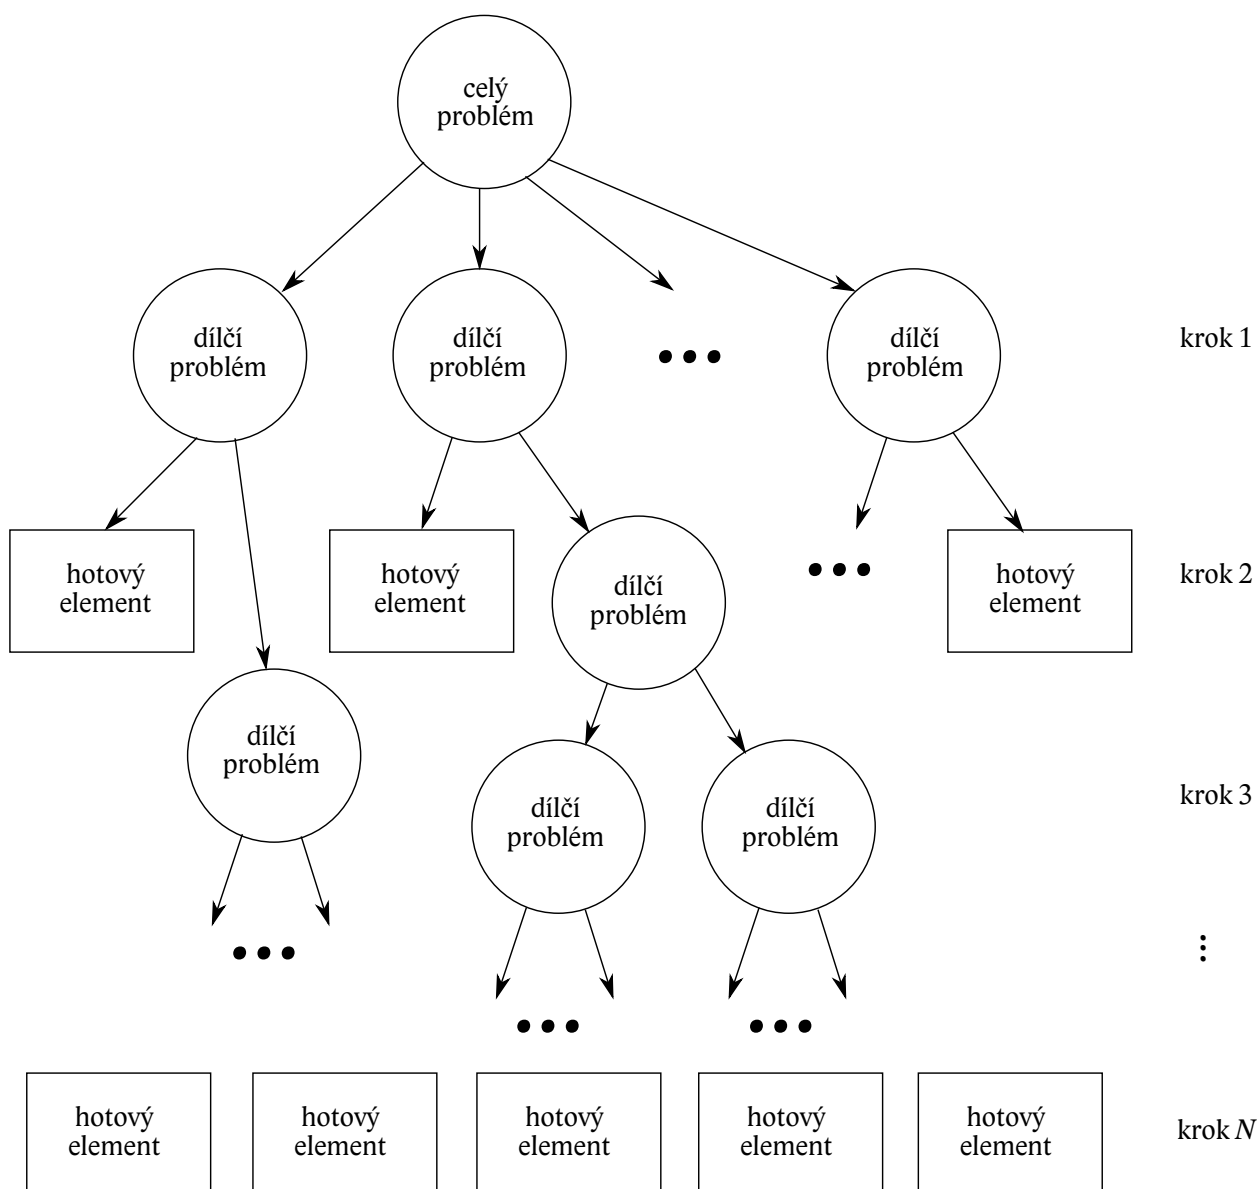 celý
problém
dílčí
problém
dílčí
problém
dílčí
problém
krok 1
hotový
element
hotový
element
dílčí
problém
hotový
element
krok 2
dílčí
problém
dílčí
problém
dílčí
problém
krok 3
hotový
element
hotový
element
hotový
element
hotový
element
hotový
element
krok N